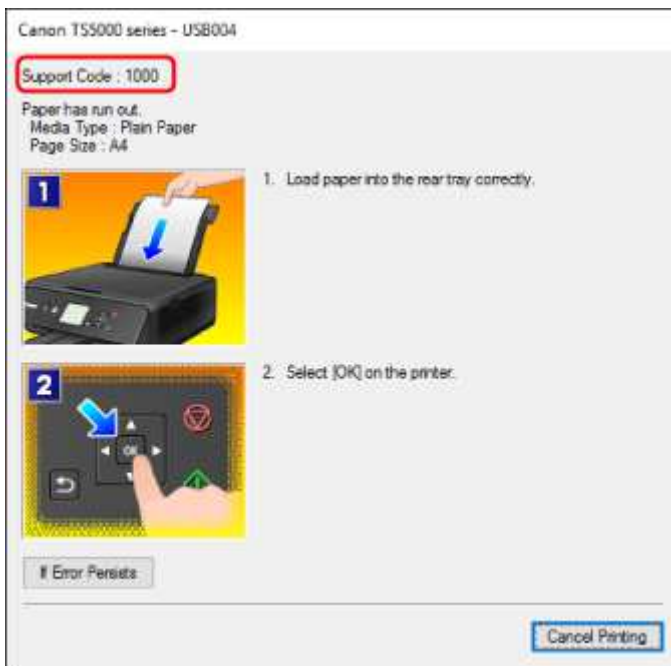 Canon TS5000 series - USB004
Support Code : 1000
Paper has run out.
Media Type : Plain Paper
Page Size : A4
1
1. Load paper into the rear tray correctly.
2
2. Select [OK] on the printer.
OK
If Error Persists
Cancel Printing